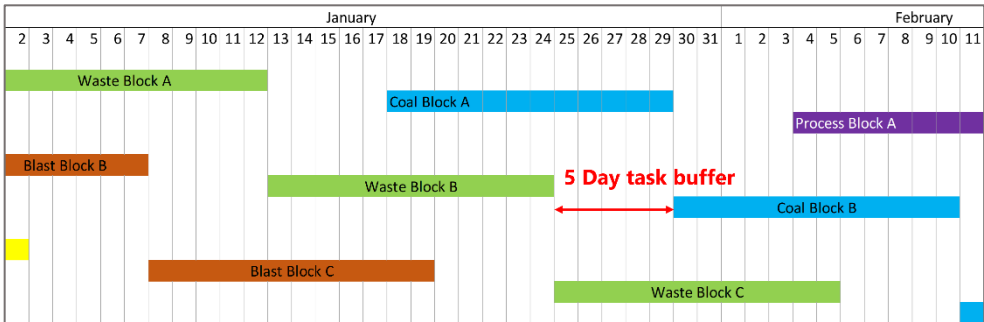 January February
2 3 4 5 6 7 8 9 10 11 12 13 14 15 16 17 18 19 20 21 22 23 24 25 26 27 28 29 30 31 1 2 3 4 5 6 7 8 9 10 11
Waste Block A
Coal Block A
Process Block A
Blast Block B
Waste Block B
5 Day task buffer
Coal Block B
Blast Block C
Waste Block C